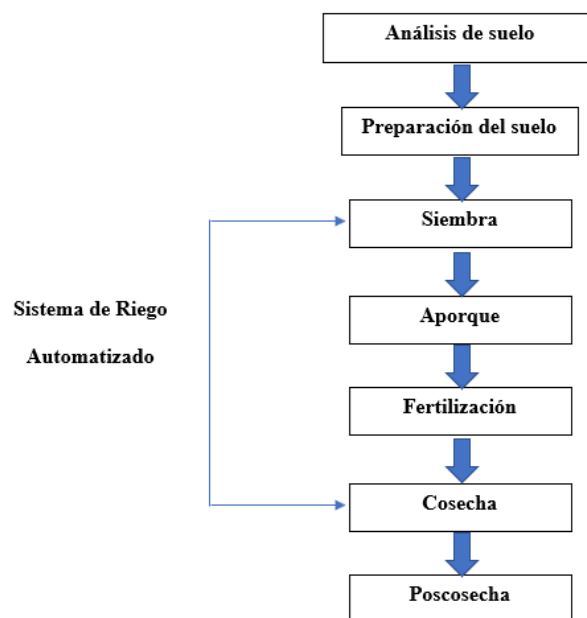 Análisis de suelo
Preparación del suelo
Siembra
Sistema de Riego
Automatizado
Aporque
Fertilización
Cosecha
Poscosecha